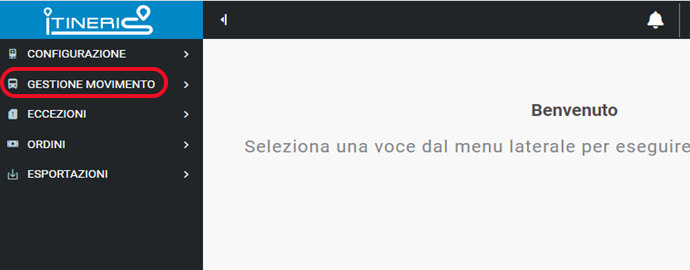 iTINERIS
CONFIGURAZIONE
GESTIONE MOVIMENTO
ECCEZIONI
ORDINI
ESPORTAZIONI
Benvenuto
Seleziona una voce dal menu laterale per eseguire